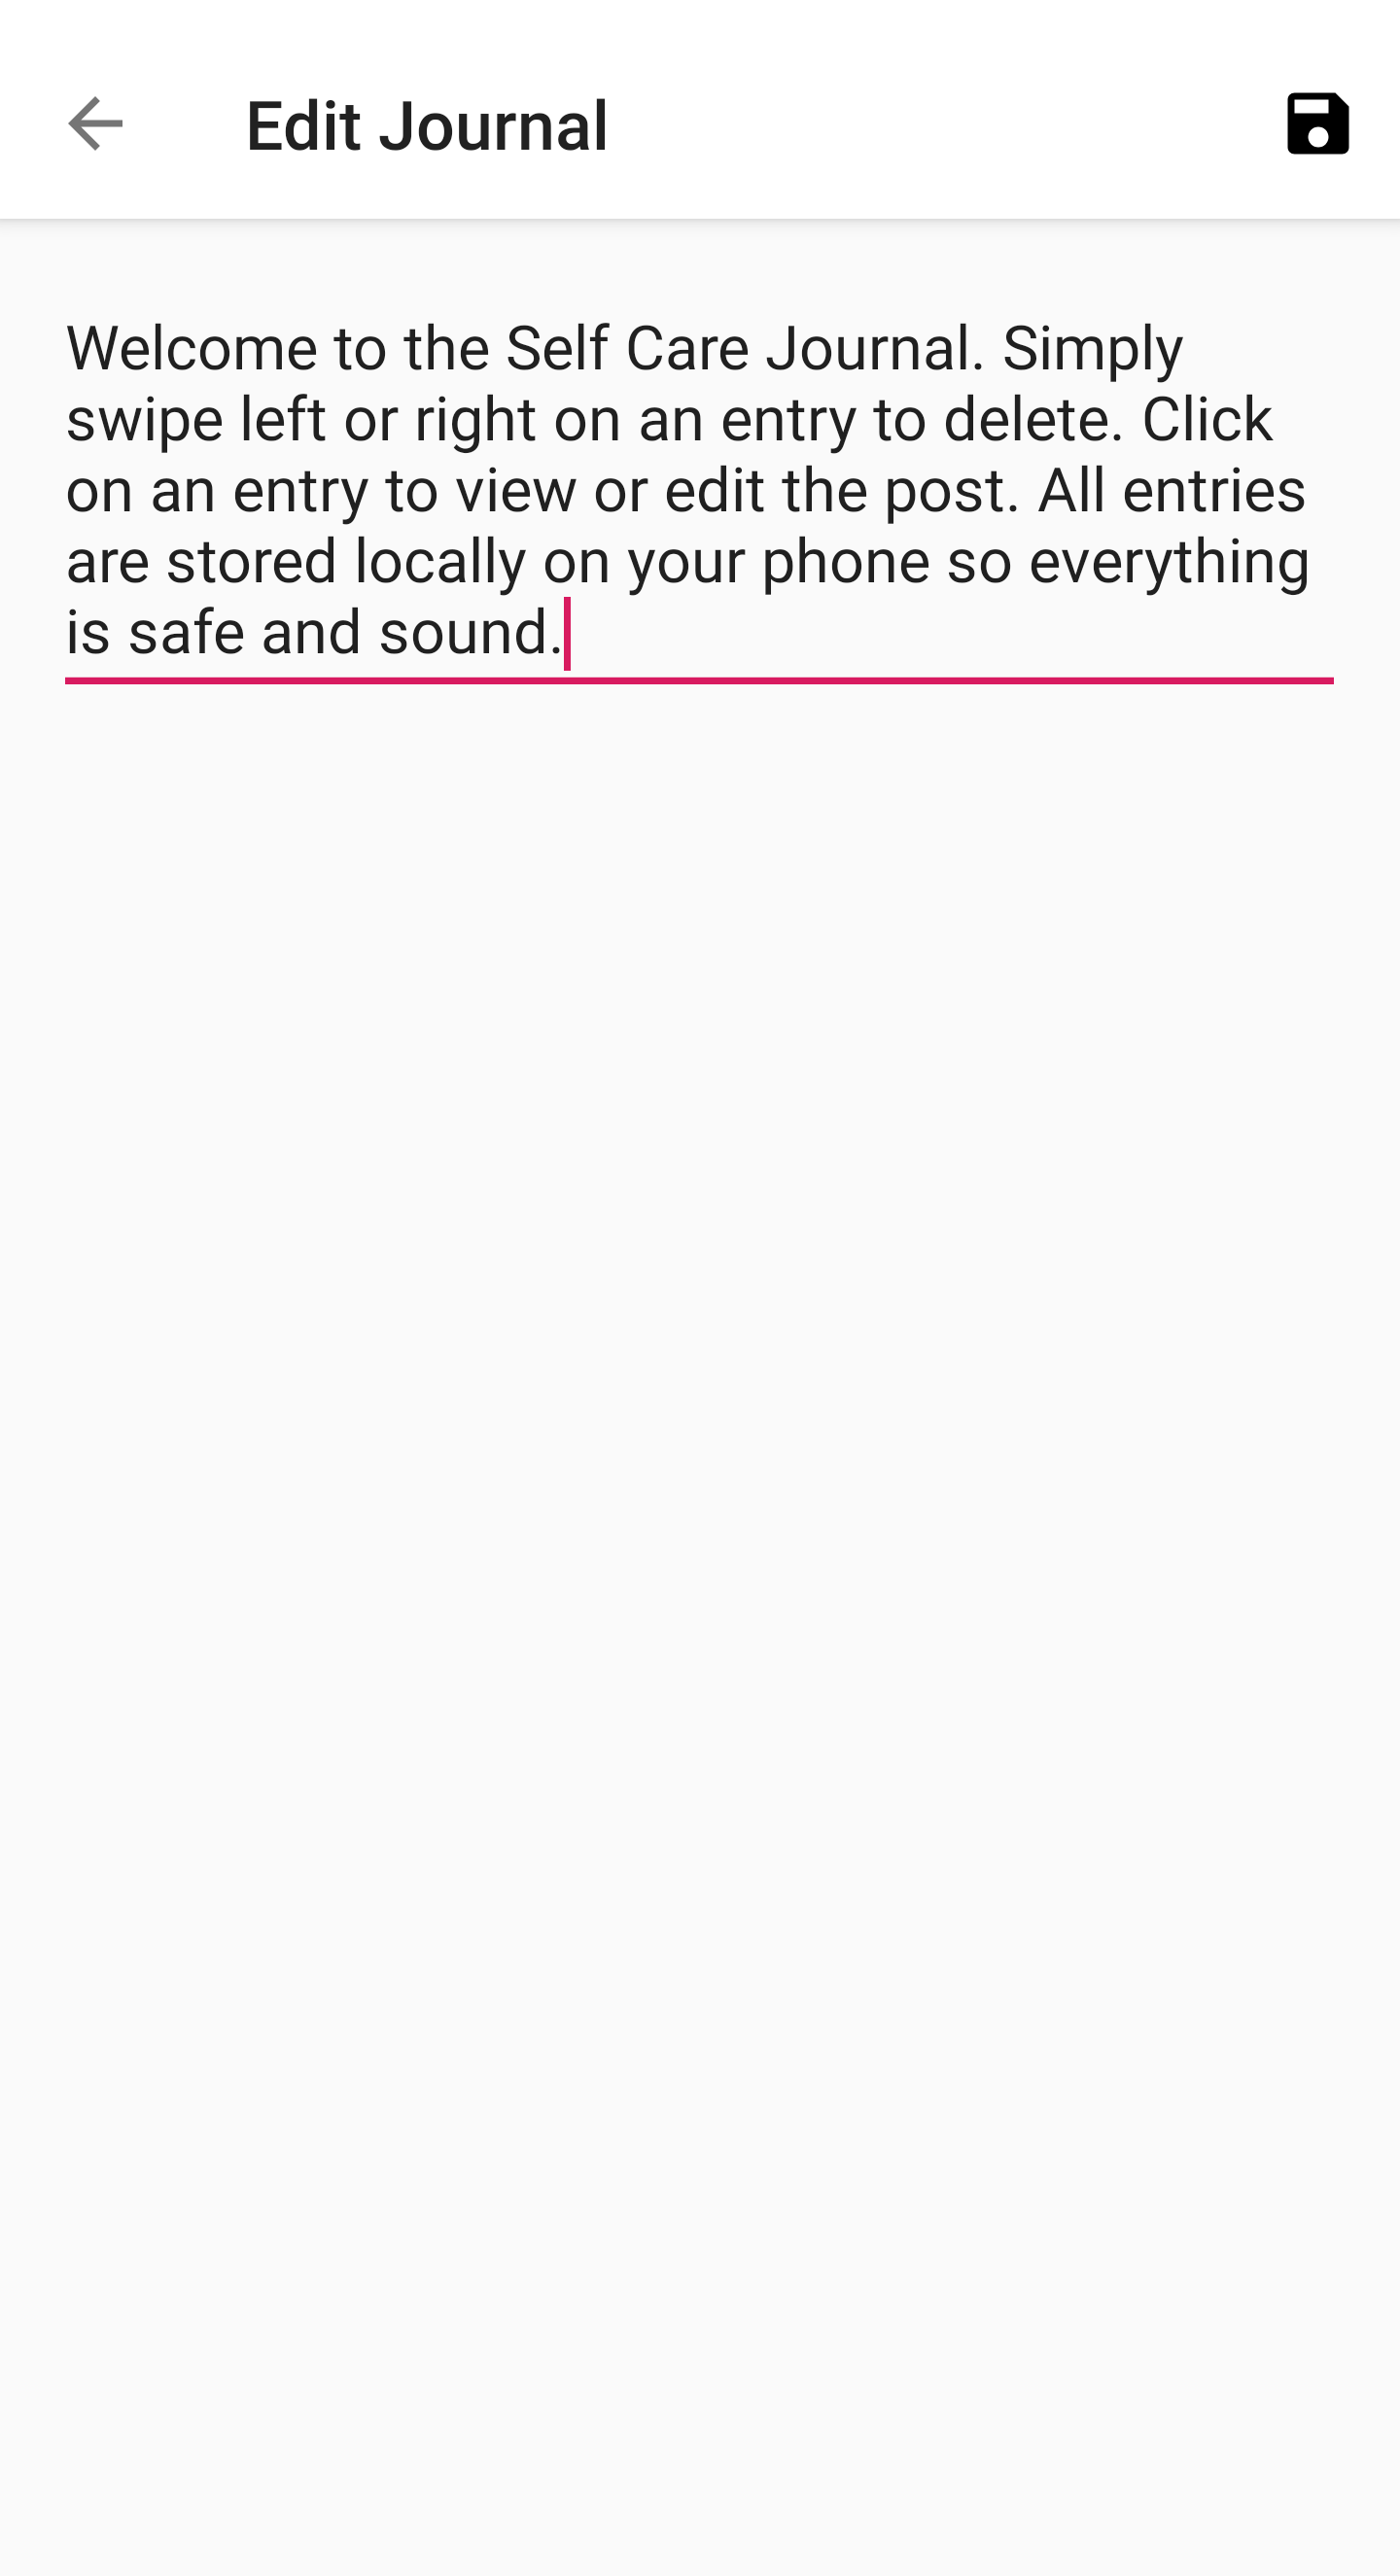 Edit Journal
Welcome to the Self Care Journal. Simply
swipe left or right on an entry to delete. Click
on an entry to view or edit the post. All entries
are stored locally on your phone so everything
is safe and sound.